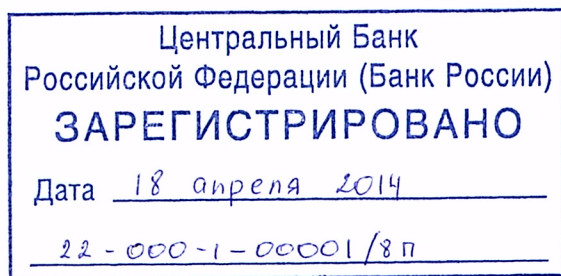 Центральный Банк
Российской Федерации (Банк России)
ЗАРЕГИСТРИРОВАНО
Дата 18 апреля 2014
22-000-1-00001/8п